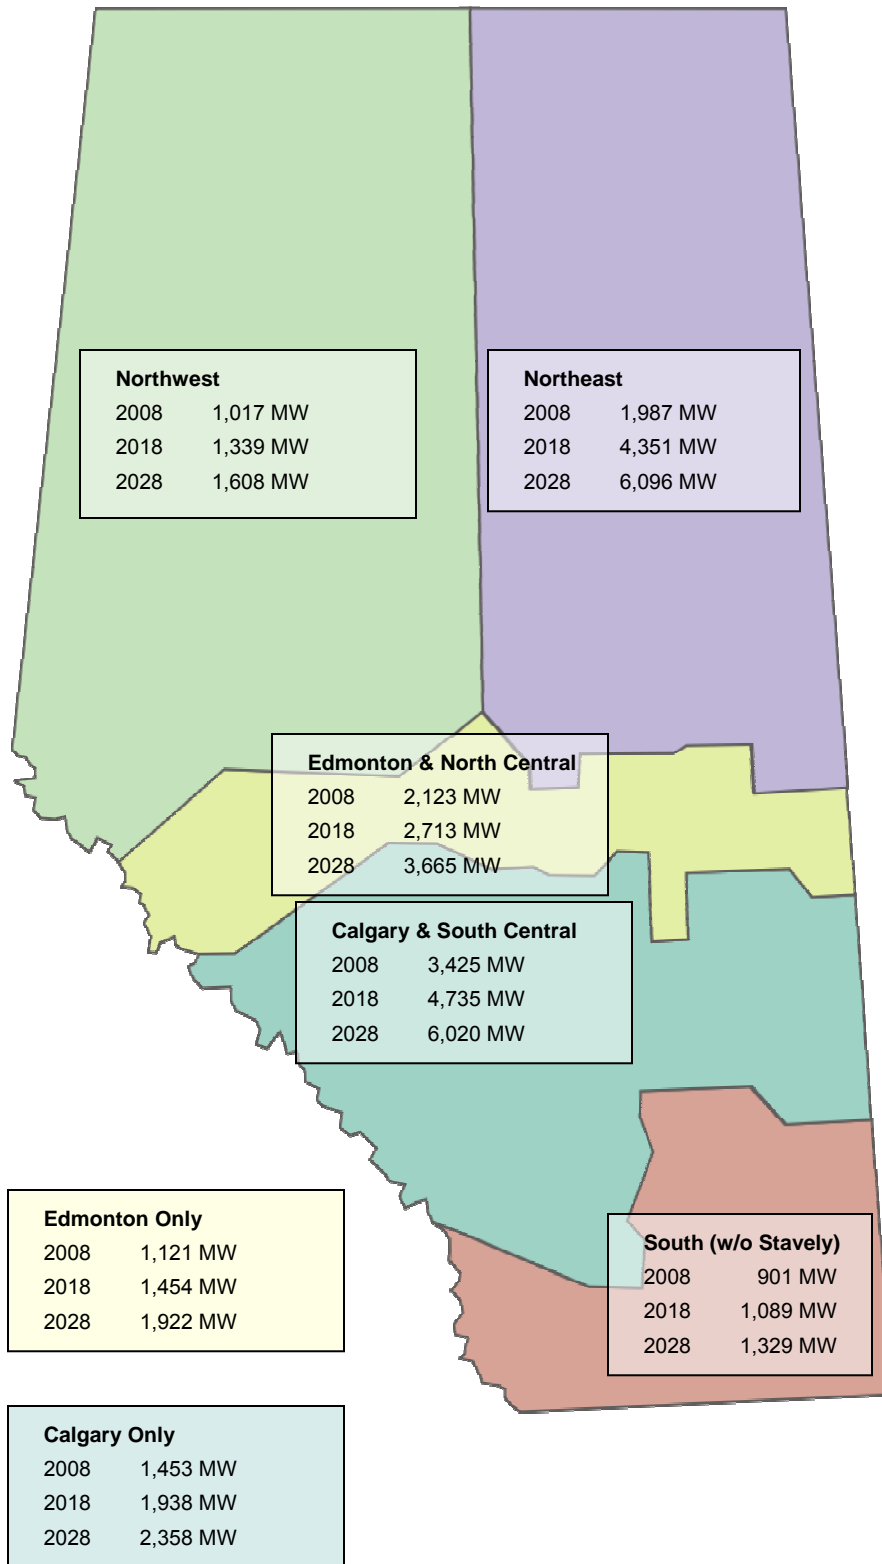 Northwest
2008 1,017 MW
2018 1,339 MW
2028 1,608 MW
Northeast
2008 1,987 MW
2018 4,351 MW
2028 6,096 MW
Edmonton & North Central
2008 2,123 MW
2018 2,713 MW
2028 3,665 MW
Calgary & South Central
2008 3,425 MW
2018 4,735 MW
2028 6,020 MW
Edmonton Only
2008 1,121 MW
2018 1,454 MW
2028 1,922 MW
South (w/o Stavely)
2008 901 MW
2018 1,089 MW
2028 1,329 MW
Calgary Only
2008 1,453 MW
2018 1,938 MW
2028 2,358 MW